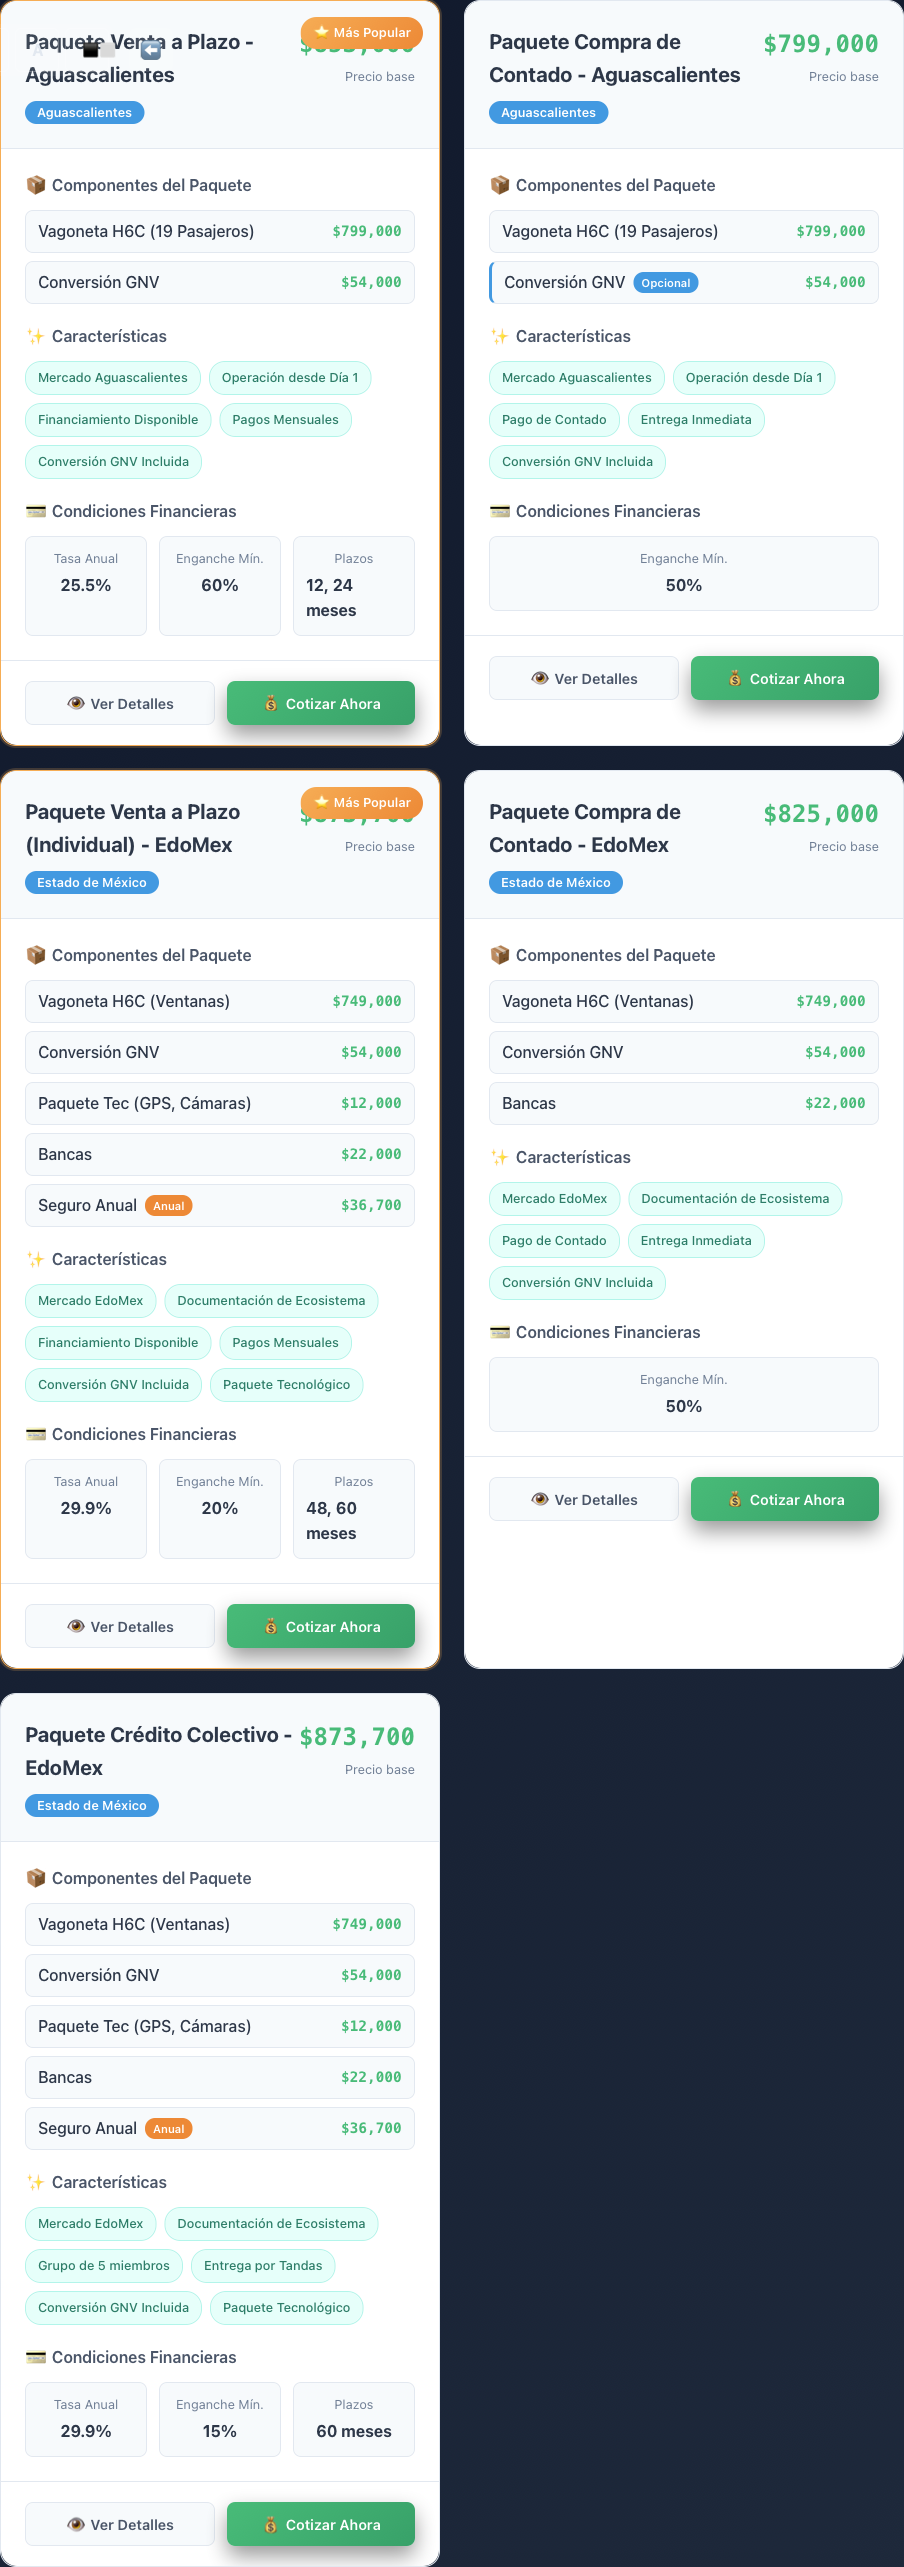 Paquete Venta a Plazo -
Aguascalientes
⭐ Más Popular
Precio base
Aguascalientes
📦 Componentes del Paquete
Vagoneta H6C (19 Pasajeros) $799,000
Conversión GNV $54,000
✨ Características
Mercado Aguascalientes Operación desde Día 1
Financiamiento Disponible Pagos Mensuales
Conversión GNV Incluida
💳 Condiciones Financieras
Tasa Anual Enganche Mín. Plazos
25.5% 60% 12, 24
meses
👁️ Ver Detalles 💰 Cotizar Ahora
Paquete Compra de
Contado - Aguascalientes
$799,000
Precio base
Aguascalientes
📦 Componentes del Paquete
Vagoneta H6C (19 Pasajeros) $799,000
Conversión GNV Opcional $54,000
✨ Características
Mercado Aguascalientes Operación desde Día 1
Pago de Contado Entrega Inmediata
Conversión GNV Incluida
💳 Condiciones Financieras
Enganche Mín.
50%
👁️ Ver Detalles 💰 Cotizar Ahora
Paquete Venta a Plazo
(Individual) - EdoMex
⭐ Más Popular
Precio base
Estado de México
📦 Componentes del Paquete
Vagoneta H6C (Ventanas) $749,000
Conversión GNV $54,000
Paquete Tec (GPS, Cámaras) $12,000
Bancas $22,000
Seguro Anual Anual $36,700
✨ Características
Mercado EdoMex Documentación de Ecosistema
Financiamiento Disponible Pagos Mensuales
Conversión GNV Incluida Paquete Tecnológico
💳 Condiciones Financieras
Tasa Anual Enganche Mín. Plazos
29.9% 20% 48, 60
meses
👁️ Ver Detalles 💰 Cotizar Ahora
Paquete Compra de
Contado - EdoMex
$825,000
Precio base
Estado de México
📦 Componentes del Paquete
Vagoneta H6C (Ventanas) $749,000
Conversión GNV $54,000
Bancas $22,000
✨ Características
Mercado EdoMex Documentación de Ecosistema
Pago de Contado Entrega Inmediata
Conversión GNV Incluida
💳 Condiciones Financieras
Enganche Mín.
50%
👁️ Ver Detalles 💰 Cotizar Ahora
Paquete Crédito Colectivo -
EdoMex
$873,700
Precio base
Estado de México
📦 Componentes del Paquete
Vagoneta H6C (Ventanas) $749,000
Conversión GNV $54,000
Paquete Tec (GPS, Cámaras) $12,000
Bancas $22,000
Seguro Anual Anual $36,700
✨ Características
Mercado EdoMex Documentación de Ecosistema
Grupo de 5 miembros Entrega por Tandas
Conversión GNV Incluida Paquete Tecnológico
💳 Condiciones Financieras
Tasa Anual Enganche Mín. Plazos
29.9% 15% 60 meses
👁️ Ver Detalles 💰 Cotizar Ahora